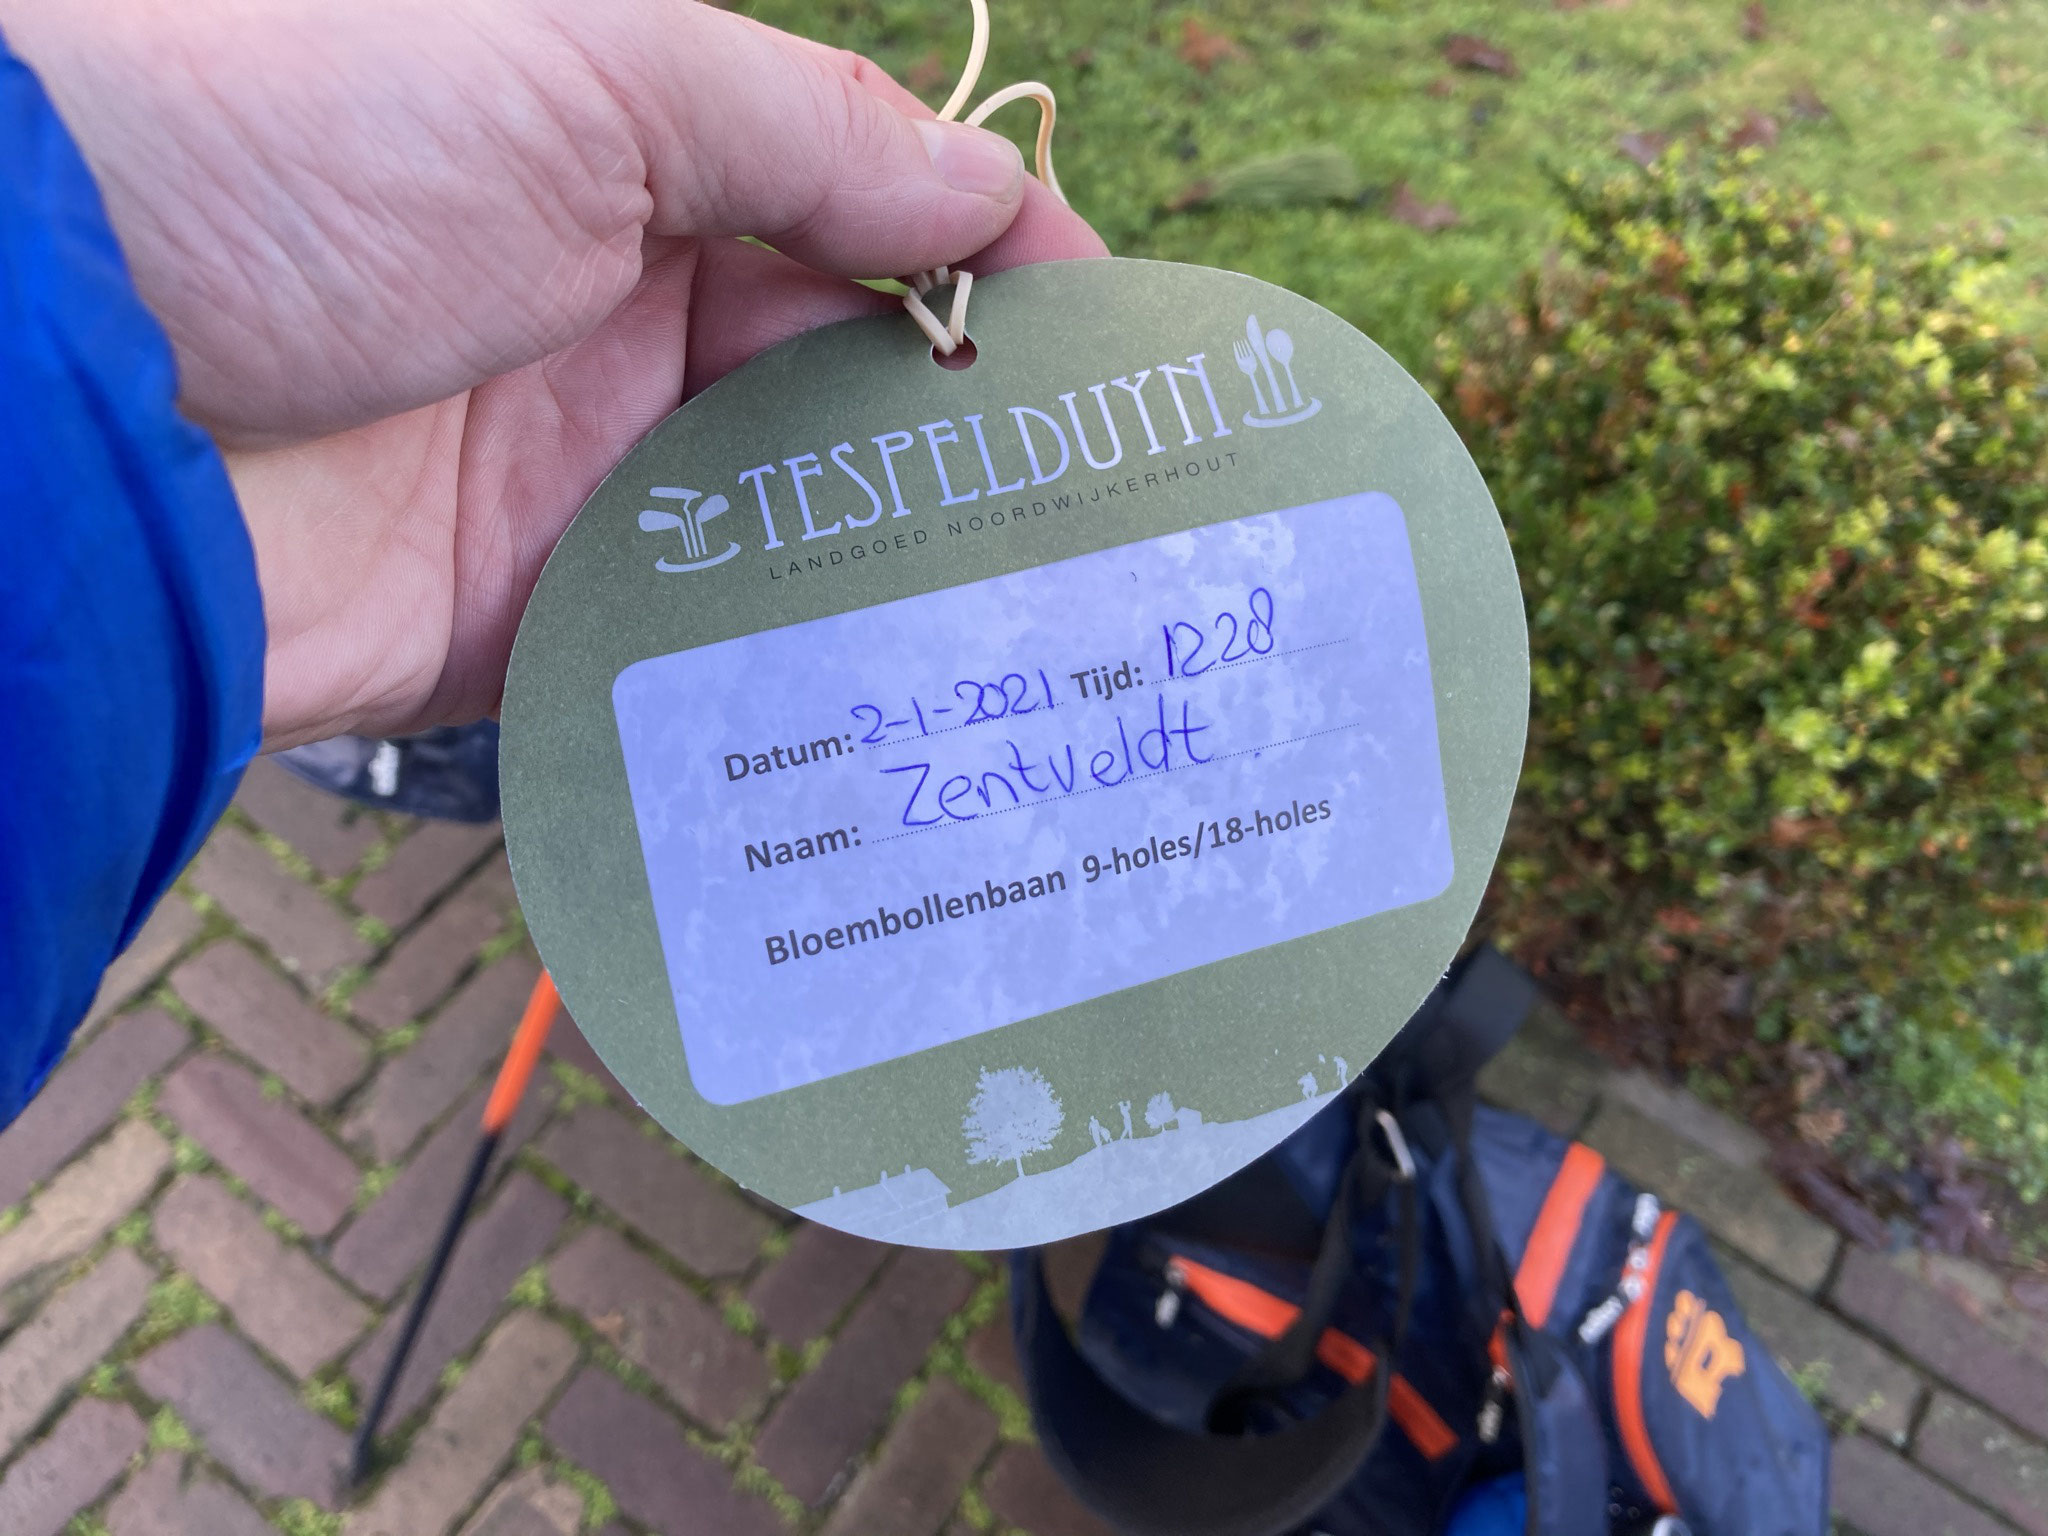 TESPELDUYN
LANDGOED NOORDWIJKERHOUT
Datum: 2-1-2021 Tijd: 1228
Naam: Zentveldt
Bloembollenbaan 9-holes/18-holes